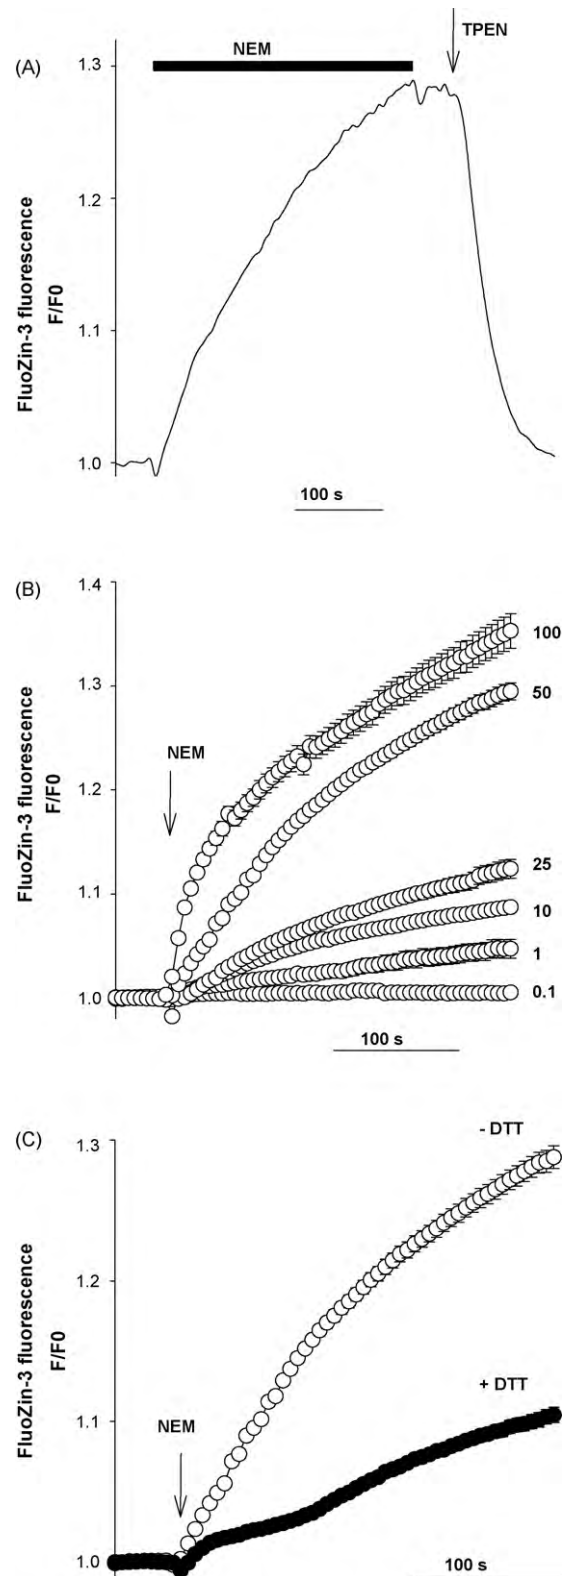 (A)
NEM
TPEN
1.3
1.2
1.1
1.0
FluoZin-3 fluorescence
F/F0
100 s
(B)
1.4
1.3
1.2
1.1
1.0
FluoZin-3 fluorescence
F/F0
NEM
100
50
25
10
1
0.1
100 s
(C)
1.3
1.2
1.1
1.0
FluoZin-3 fluorescence
F/F0
- DTT
+ DTT
NEM
100 s